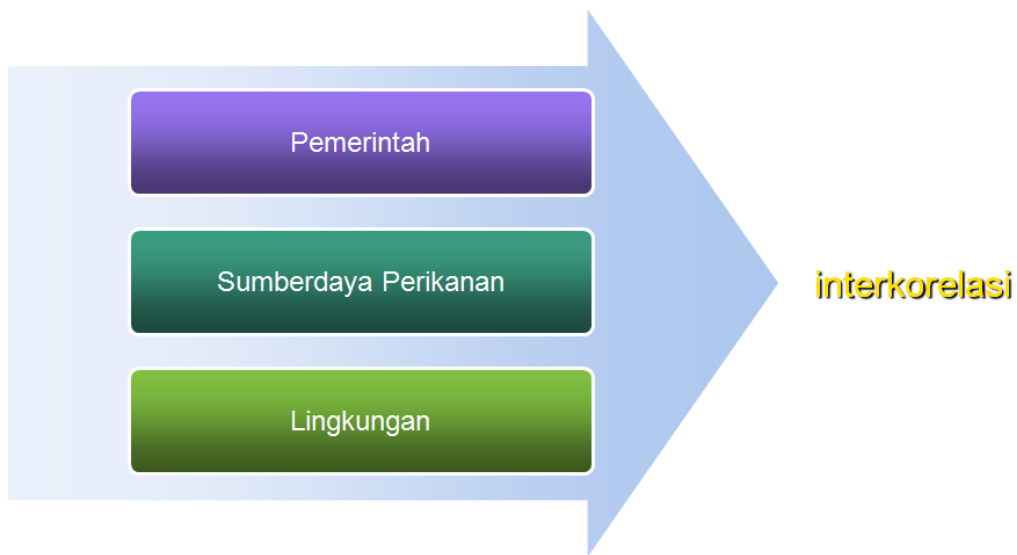 Pemerintah
Sumberdaya Perikanan
interkorelasi
Lingkungan